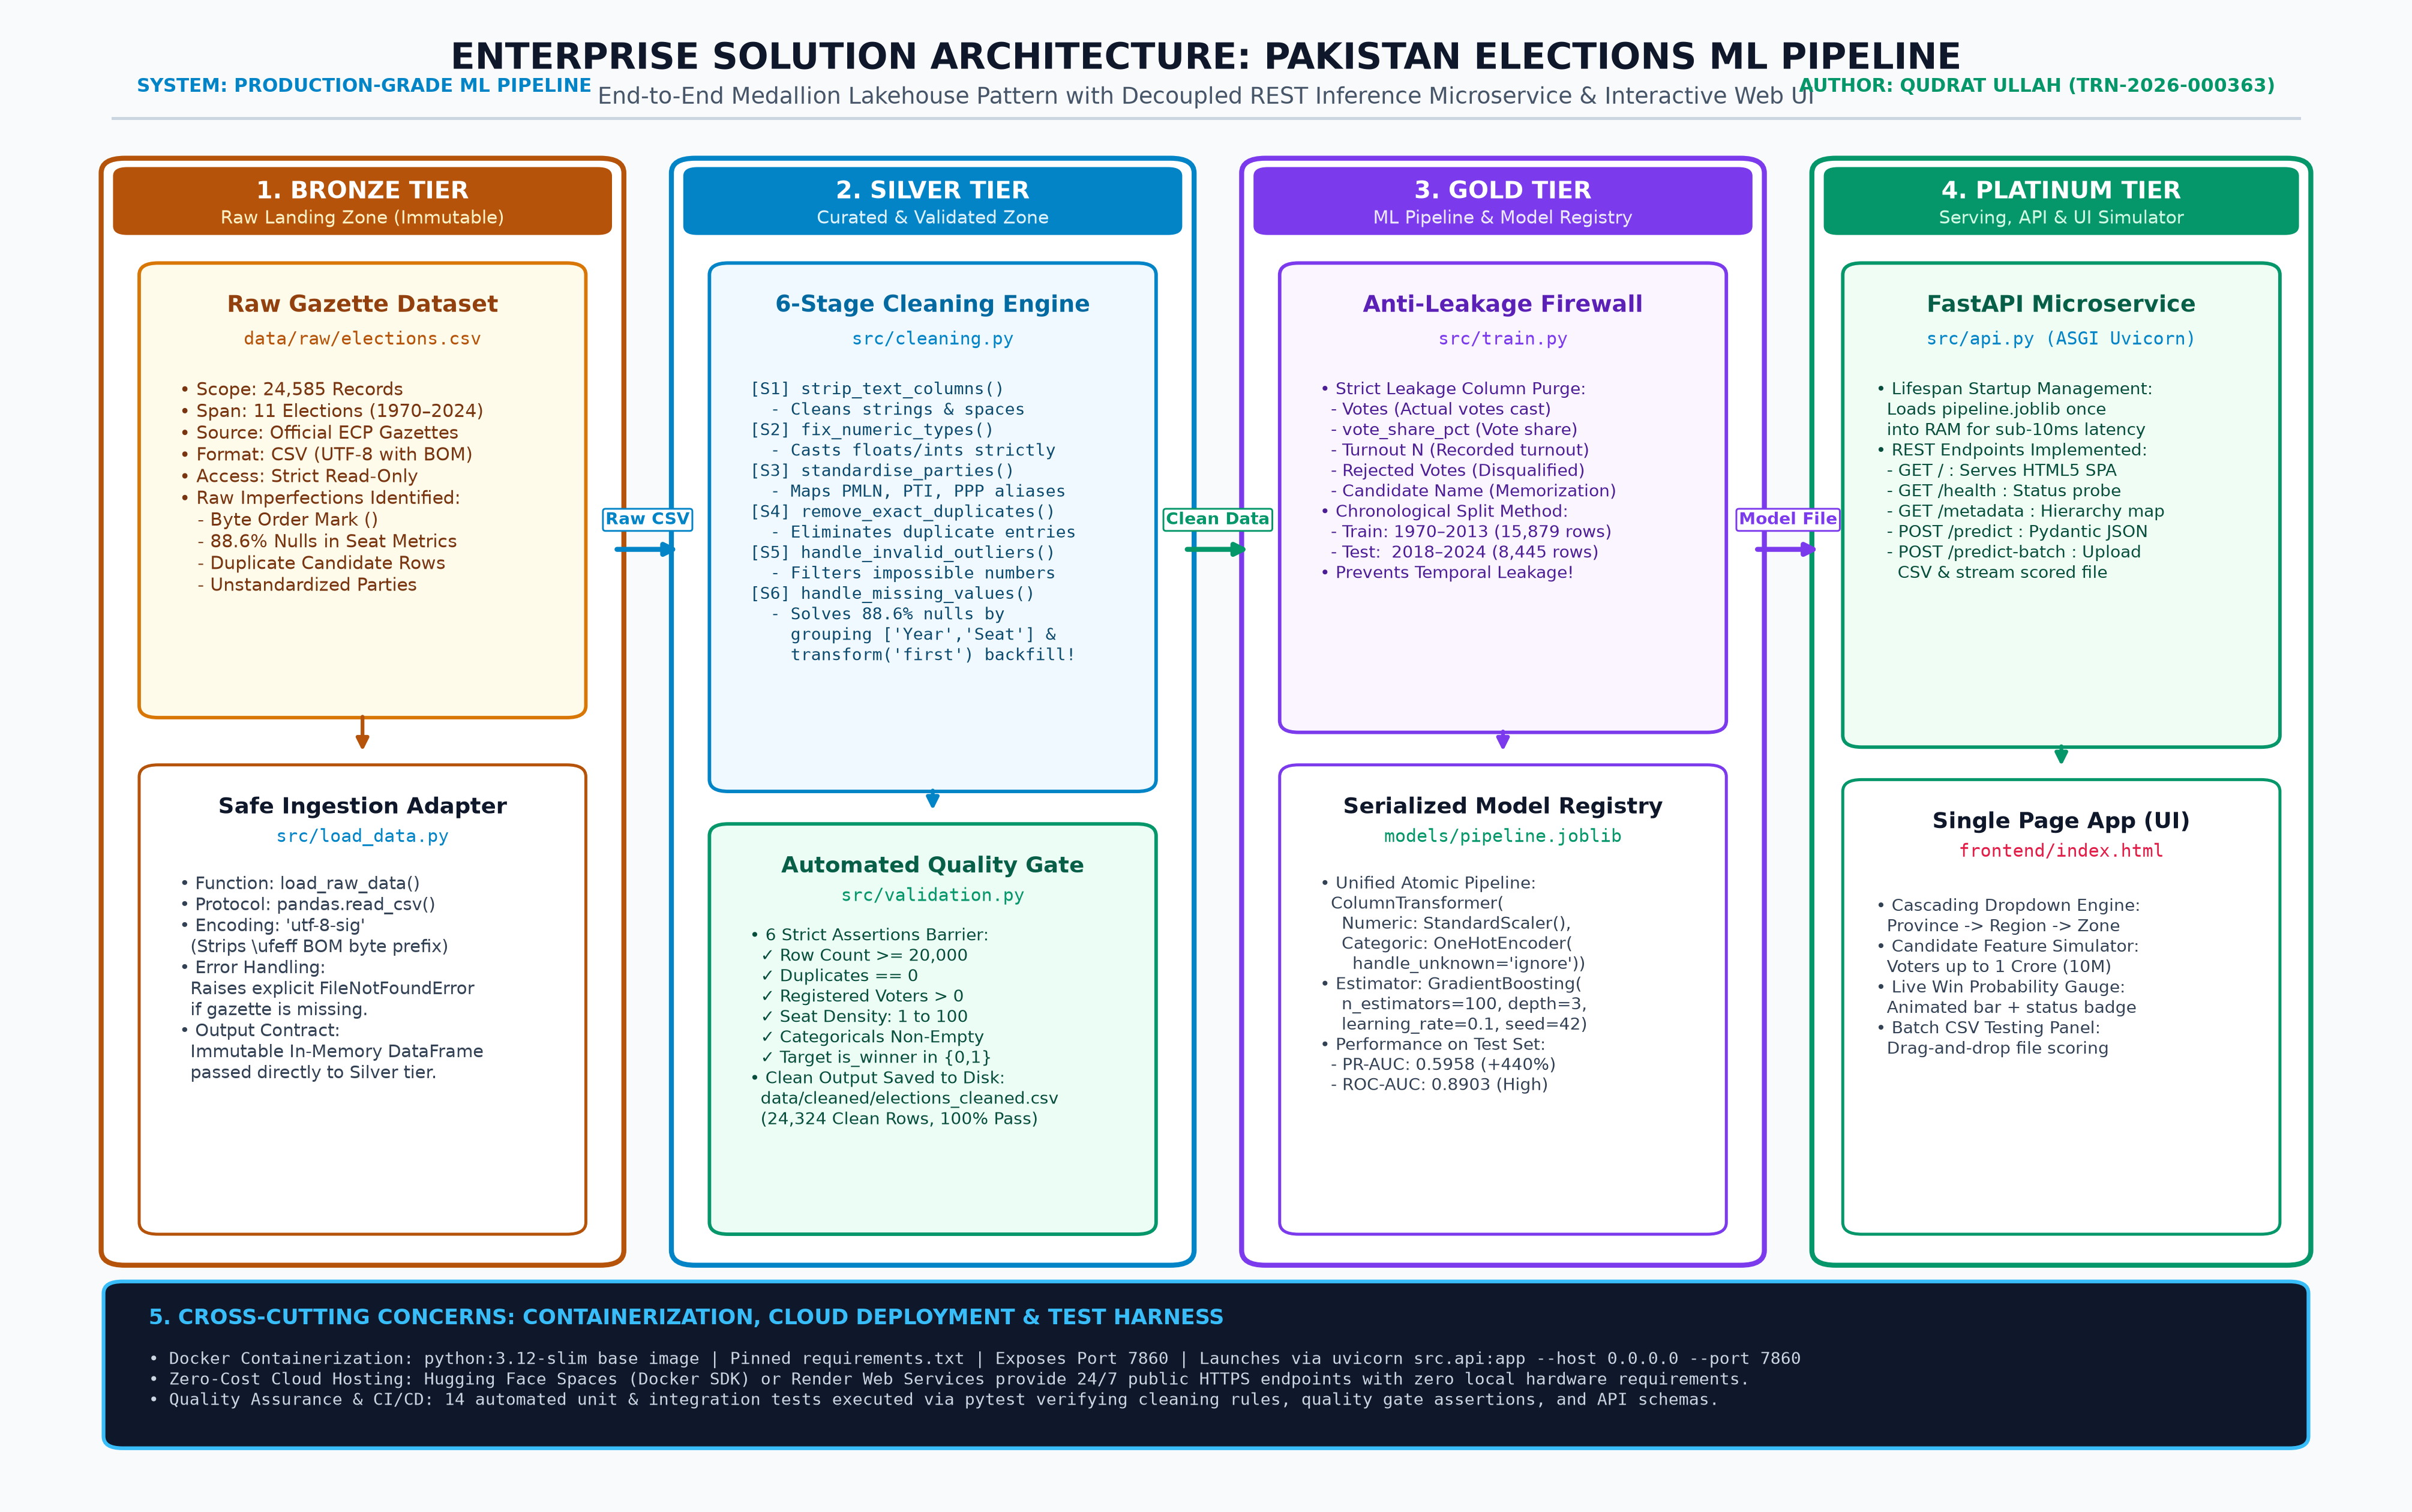 ENTERPRISE SOLUTION ARCHITECTURE: PAKISTAN ELECTIONS ML PIPELINE
SYSTEM: PRODUCTION-GRADE ML PIPELINE
End-to-End Medallion Lakehouse Pattern with Decoupled REST Inference Microservice & Interactive Web UI
AUTHOR: QUDRAT ULLAH (TRN-2026-000363)
1. BRONZE TIER
Raw Landing Zone (Immutable)
Raw Gazette Dataset
data/raw/elections.csv
• Scope: 24,585 Records
• Span: 11 Elections (1970–2024)
• Source: Official ECP Gazettes
• Format: CSV (UTF-8 with BOM)
• Access: Strict Read-Only
• Raw Imperfections Identified:
- Byte Order Mark ()
- 88.6% Nulls in Seat Metrics
- Duplicate Candidate Rows
- Unstandardized Parties
Safe Ingestion Adapter
src/load_data.py
• Function: load_raw_data()
• Protocol: pandas.read_csv()
• Encoding: 'utf-8-sig'
(Strips \ufeff BOM byte prefix)
• Error Handling:
Raises explicit FileNotFoundError
if gazette is missing.
• Output Contract:
Immutable In-Memory DataFrame
passed directly to Silver tier.
Raw CSV
2. SILVER TIER
Curated & Validated Zone
6-Stage Cleaning Engine
src/cleaning.py
[S1] strip_text_columns()
- Cleans strings & spaces
[S2] fix_numeric_types()
- Casts floats/ints strictly
[S3] standardise_parties()
- Maps PMLN, PTI, PPP aliases
[S4] remove_exact_duplicates()
- Eliminates duplicate entries
[S5] handle_invalid_outliers()
- Filters impossible numbers
[S6] handle_missing_values()
- Solves 88.6% nulls by
grouping ['Year','Seat'] &
transform('first') backfill!
Automated Quality Gate
src/validation.py
• 6 Strict Assertions Barrier:
✓ Row Count >= 20,000
✓ Duplicates == 0
✓ Registered Voters > 0
✓ Seat Density: 1 to 100
✓ Categoricals Non-Empty
✓ Target is_winner in {0,1}
• Clean Output Saved to Disk:
data/cleaned/elections_cleaned.csv
(24,324 Clean Rows, 100% Pass)
Clean Data
3. GOLD TIER
ML Pipeline & Model Registry
Anti-Leakage Firewall
src/train.py
• Strict Leakage Column Purge:
- Votes (Actual votes cast)
- vote_share_pct (Vote share)
- Turnout N (Recorded turnout)
- Rejected Votes (Disqualified)
- Candidate Name (Memorization)
• Chronological Split Method:
- Train: 1970–2013 (15,879 rows)
- Test: 2018–2024 (8,445 rows)
• Prevents Temporal Leakage!
Serialized Model Registry
models/pipeline.joblib
• Unified Atomic Pipeline:
ColumnTransformer(
Numeric: StandardScaler(),
Categoric: OneHotEncoder(
handle_unknown='ignore'))
• Estimator: GradientBoosting(
n_estimators=100, depth=3,
learning_rate=0.1, seed=42)
• Performance on Test Set:
- PR-AUC: 0.5958 (+440%)
- ROC-AUC: 0.8903 (High)
Model File
4. PLATINUM TIER
Serving, API & UI Simulator
FastAPI Microservice
src/api.py (ASGI Uvicorn)
• Lifespan Startup Management:
Loads pipeline.joblib once
into RAM for sub-10ms latency
• REST Endpoints Implemented:
- GET / : Serves HTML5 SPA
- GET /health : Status probe
- GET /metadata : Hierarchy map
- POST /predict : Pydantic JSON
- POST /predict-batch : Upload
CSV & stream scored file
Single Page App (UI)
frontend/index.html
• Cascading Dropdown Engine:
Province -> Region -> Zone
• Candidate Feature Simulator:
Voters up to 1 Crore (10M)
• Live Win Probability Gauge:
Animated bar + status badge
• Batch CSV Testing Panel:
Drag-and-drop file scoring
5. CROSS-CUTTING CONCERNS: CONTAINERIZATION, CLOUD DEPLOYMENT & TEST HARNESS
• Docker Containerization: python:3.12-slim base image | Pinned requirements.txt | Exposes Port 7860 | Launches via uvicorn src.api:app --host 0.0.0.0 --port 7860
• Zero-Cost Cloud Hosting: Hugging Face Spaces (Docker SDK) or Render Web Services provide 24/7 public HTTPS endpoints with zero local hardware requirements.
• Quality Assurance & CI/CD: 14 automated unit & integration tests executed via pytest verifying cleaning rules, quality gate assertions, and API schemas.